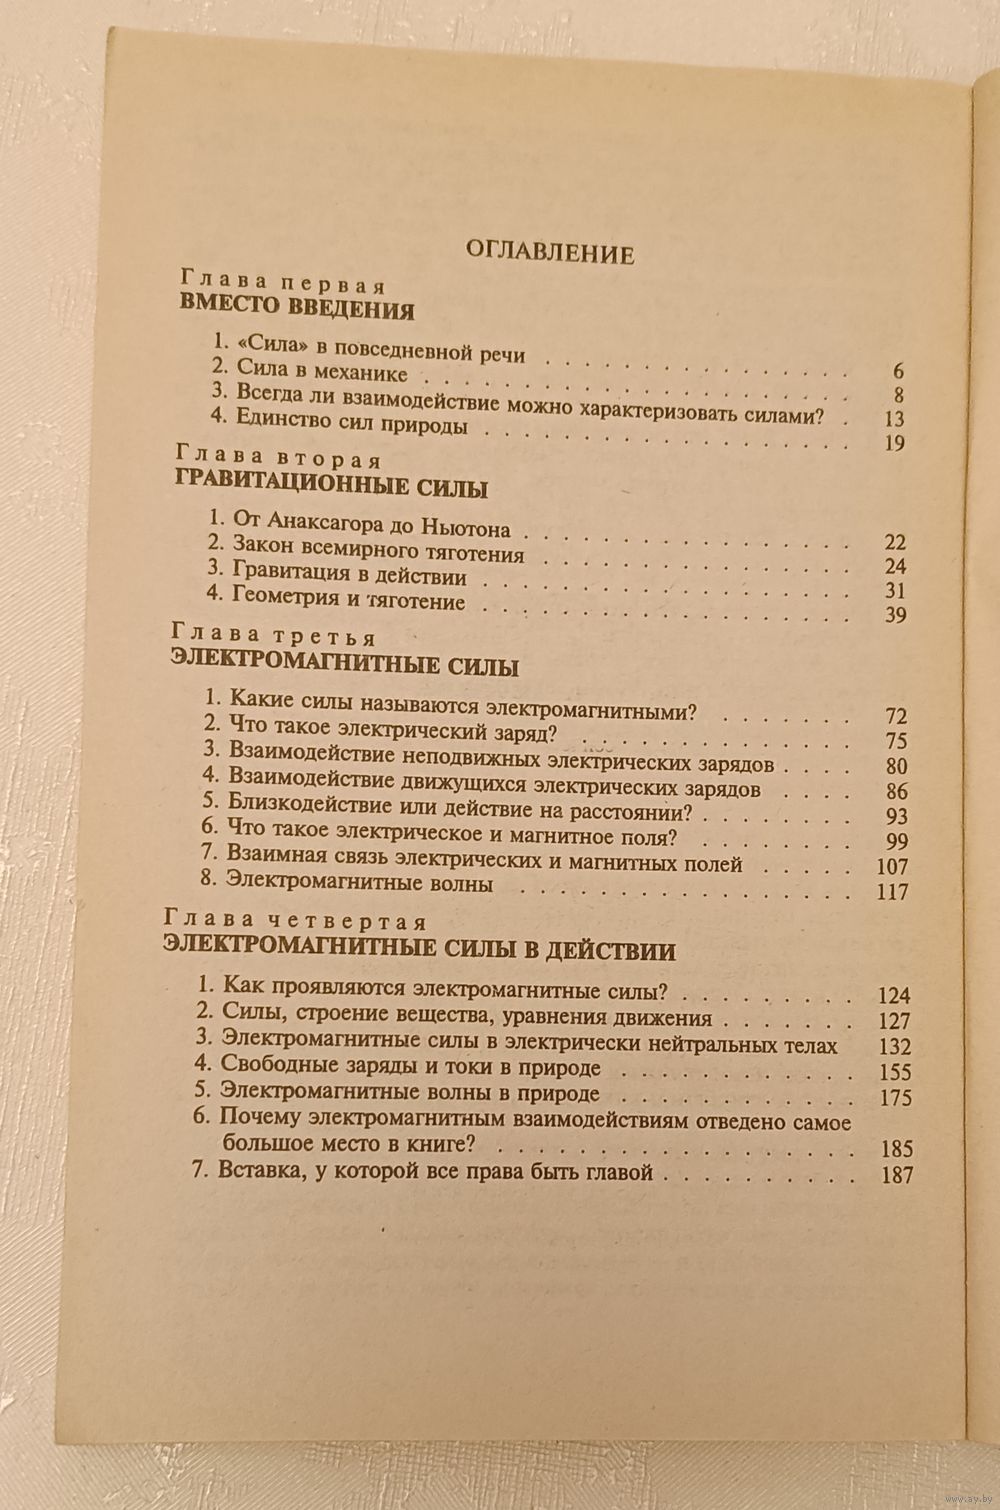 ОГЛАВЛЕНИЕ
Глава первая
ВМЕСТО ВВЕДЕНИЯ
1. «Сила» в повседневной речи . . . . . . . . . . . . . . . 6
2. Сила в механике . . . . . . . . . . . . . . . . . . . . 8
3. Всегда ли взаимодействие можно характеризовать силами? . 13
4. Единство сил природы . . . . . . . . . . . . . . . . . . 19
Глава вторая
ГРАВИТАЦИОННЫЕ СИЛЫ
1. От Анаксагора до Ньютона . . . . . . . . . . . . . . . . 22
2. Закон всемирного тяготения . . . . . . . . . . . . . . . 24
3. Гравитация в действии . . . . . . . . . . . . . . . . . . 31
4. Геометрия и тяготение . . . . . . . . . . . . . . . . . . 39
Глава третья
ЭЛЕКТРОМАГНИТНЫЕ СИЛЫ
1. Какие силы называются электромагнитными? . . . . . . . 72
2. Что такое электрический заряд? . . . . . . . . . . . . . 75
3. Взаимодействие неподвижных электрических зарядов . . . . 80
4. Взаимодействие движущихся электрических зарядов . . . . 86
5. Близкодействие или действие на расстоянии? . . . . . . . . 93
6. Что такое электрическое и магнитное поля? . . . . . . . . 99
7. Взаимная связь электрических и магнитных полей . . . . . 107
8. Электромагнитные волны . . . . . . . . . . . . . . . . . 117
Глава четвертая
ЭЛЕКТРОМАГНИТНЫЕ СИЛЫ В ДЕЙСТВИИ
1. Как проявляются электромагнитные силы? . . . . . . . . . 124
2. Силы, строение вещества, уравнения движения . . . . . . . 127
3. Электромагнитные силы в электрически нейтральных телах 132
4. Свободные заряды и токи в природе . . . . . . . . . . . . 155
5. Электромагнитные волны в природе . . . . . . . . . . . . 175
6. Почему электромагнитным взаимодействиям отведено самое
большое место в книге? . . . . . . . . . . . . . . . . . . 185
7. Вставка, у которой все права быть главой . . . . . . . . . . 187
www.ay.by